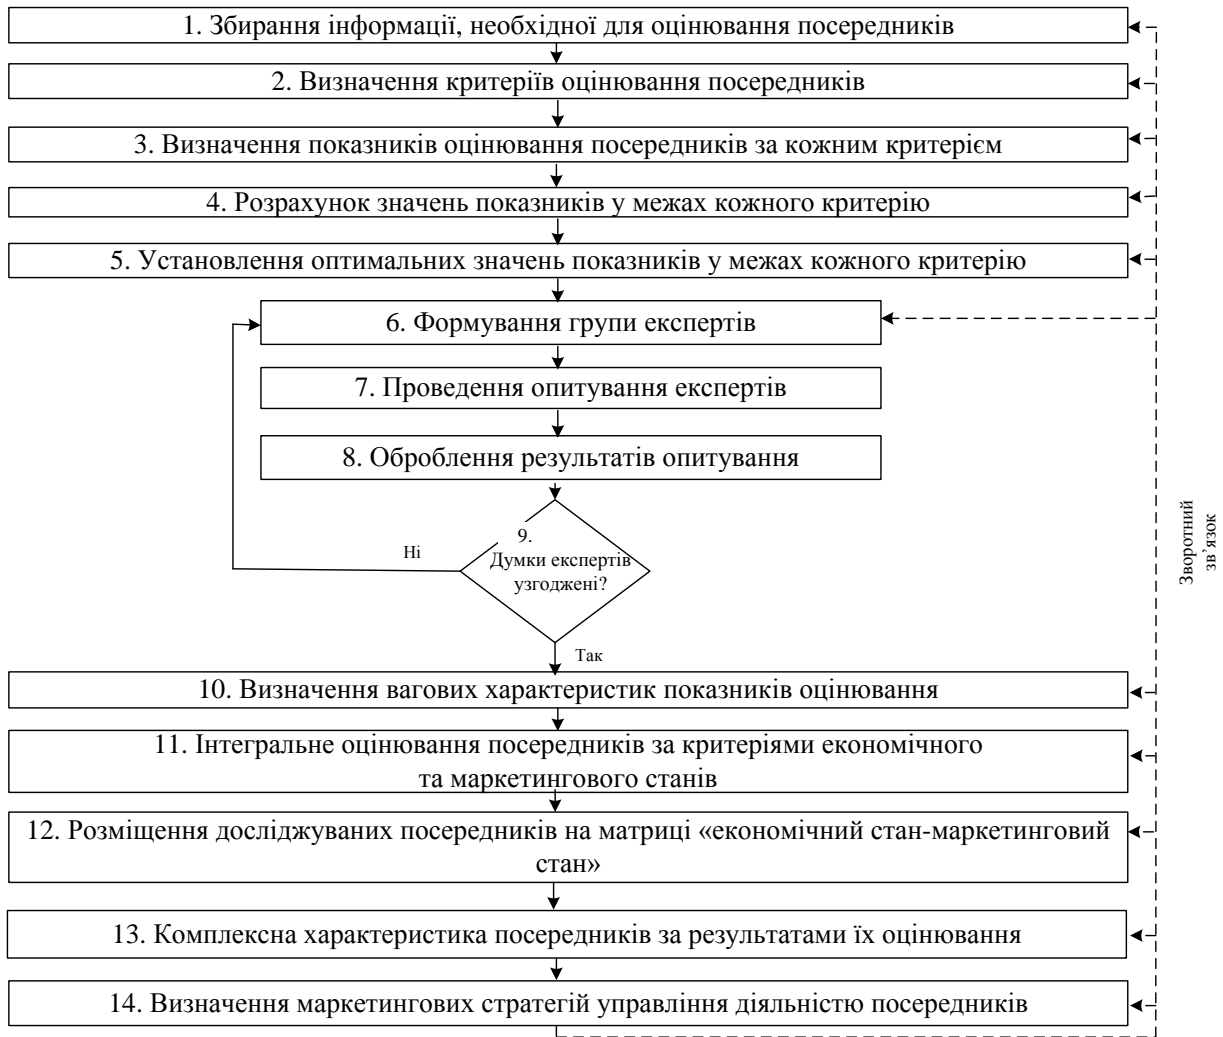 1. Збирання інформації, необхідної для оцінювання посередників
2. Визначення критеріїв оцінювання посередників
3. Визначення показників оцінювання посередників за кожним критерієм
4. Розрахунок значень показників у межах кожного критерію
5. Установлення оптимальних значень показників у межах кожного критерію
6. Формування групи експертів
7. Проведення опитування експертів
8. Оброблення результатів опитування
9.
Думки експертів
узгоджені?
Ні
Так
Зворотний
зв’язок
10. Визначення вагових характеристик показників оцінювання
11. Інтегральне оцінювання посередників за критеріями економічного
та маркетингового станів
12. Розміщення досліджуваних посередників на матриці «економічний стан-маркетинговий
стан»
13. Комплексна характеристика посередників за результатами їх оцінювання
14. Визначення маркетингових стратегій управління діяльністю посередників